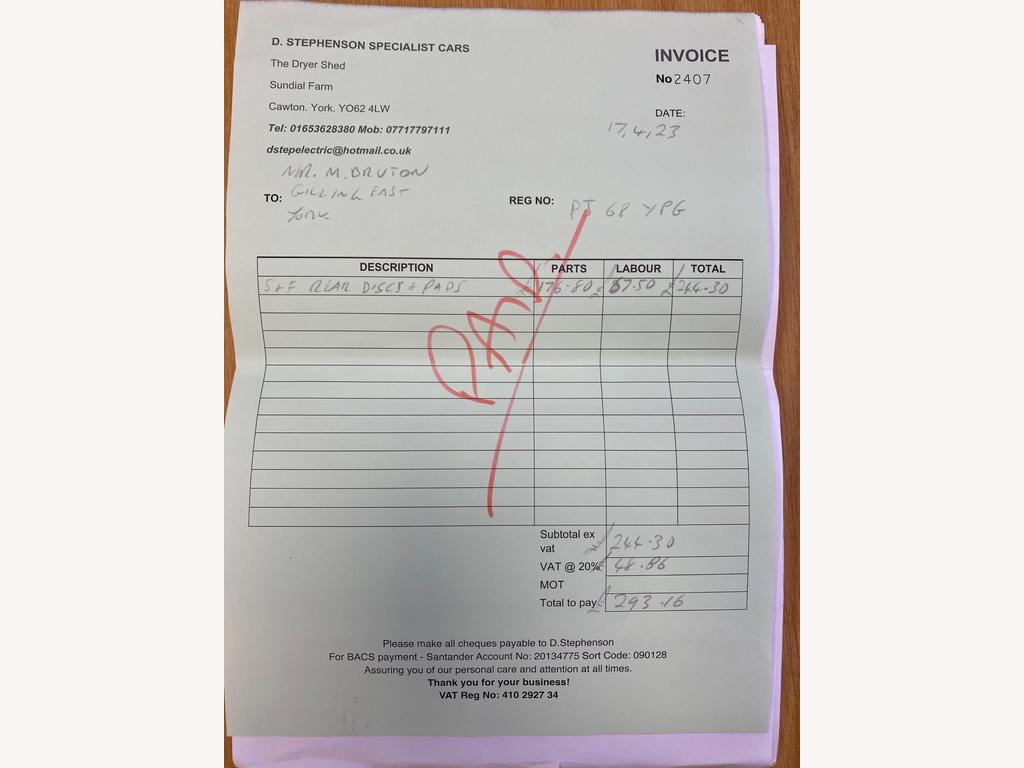 D. STEPHENSON SPECIALIST CARS
The Dryer Shed
Sundial Farm
Cawton. York. YO62 4LW
Tel: 01653628380 Mob: 07717797111
dstepelectric@hotmail.co.uk
INVOICE
No 2407
DATE:
17,4,23
MR. M. BRUTON
TO: GILLING EAST
YORK
REG NO: PJ 68 YPG
DESCRIPTION PARTS LABOUR TOTAL
S+F REAR DISCS + PADS £176.80 £67.50 £244.30
PAID
Subtotal ex
vat £244.30
VAT @ 20% £48.86
MOT
Total to pay £293.16
Please make all cheques payable to D.Stephenson
For BACS payment - Santander Account No: 20134775 Sort Code: 090128
Assuring you of our personal care and attention at all times.
Thank you for your business!
VAT Reg No: 410 2927 34